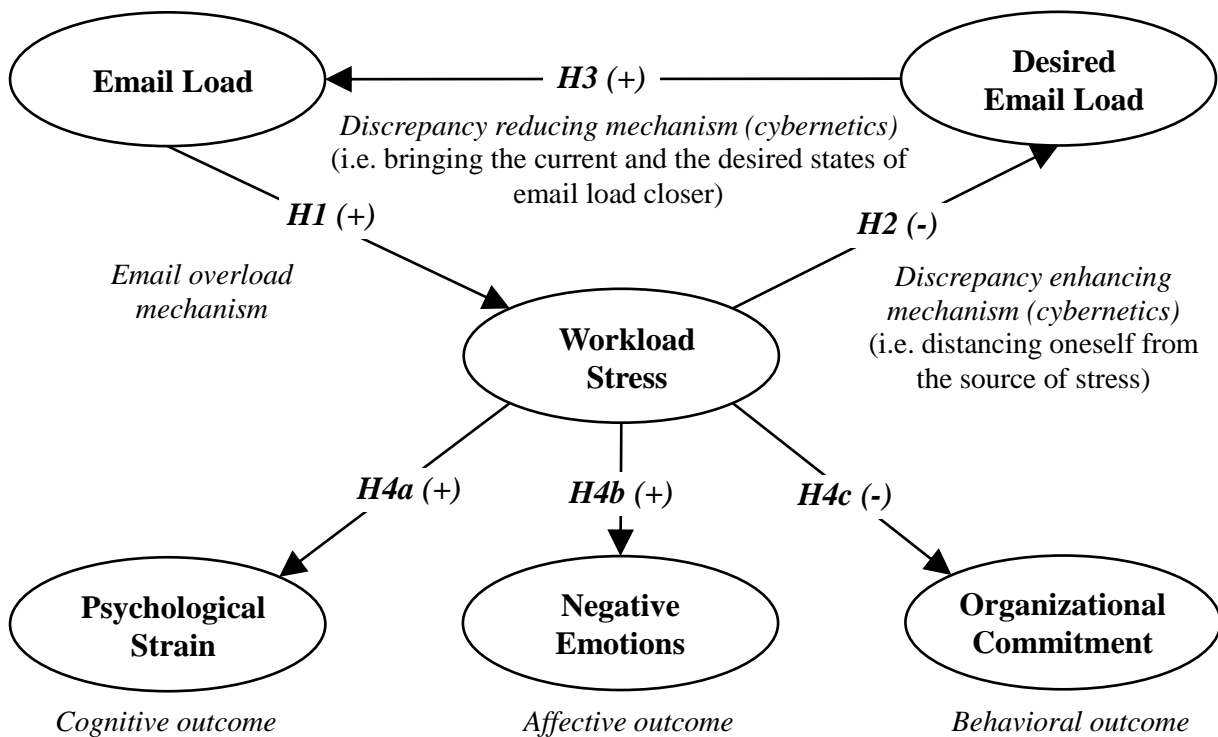 Email Load
H3 (+)
Desired
Email Load
Discrepancy reducing mechanism (cybernetics)
(i.e. bringing the current and the desired states of
email load closer)
H1 (+)
H2 (-)
Email overload
mechanism
Discrepancy enhancing
mechanism (cybernetics)
(i.e. distancing oneself from
the source of stress)
Workload
Stress
H4a (+)
H4b (+)
H4c (-)
Psychological
Strain
Negative
Emotions
Organizational
Commitment
Cognitive outcome
Affective outcome
Behavioral outcome